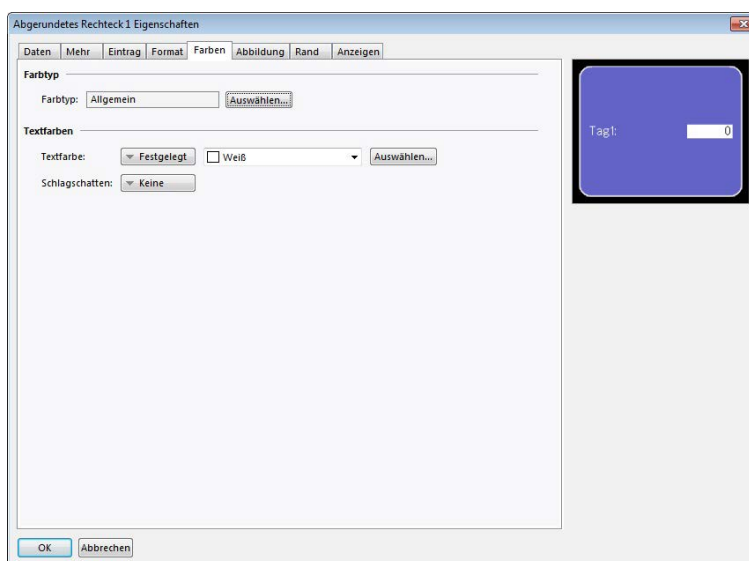 Abgerundetes Rechteck 1 Eigenschaften
Daten Mehr Eintrag Format Farben Abbildung Rand Anzeigen
Farbtyp
Farbtyp: Allgemein Auswählen...
Textfarben
Textfarbe: Festgelegt Weiß Auswählen...
Schlagschatten: Keine
Tag1: 0
OK Abbrechen